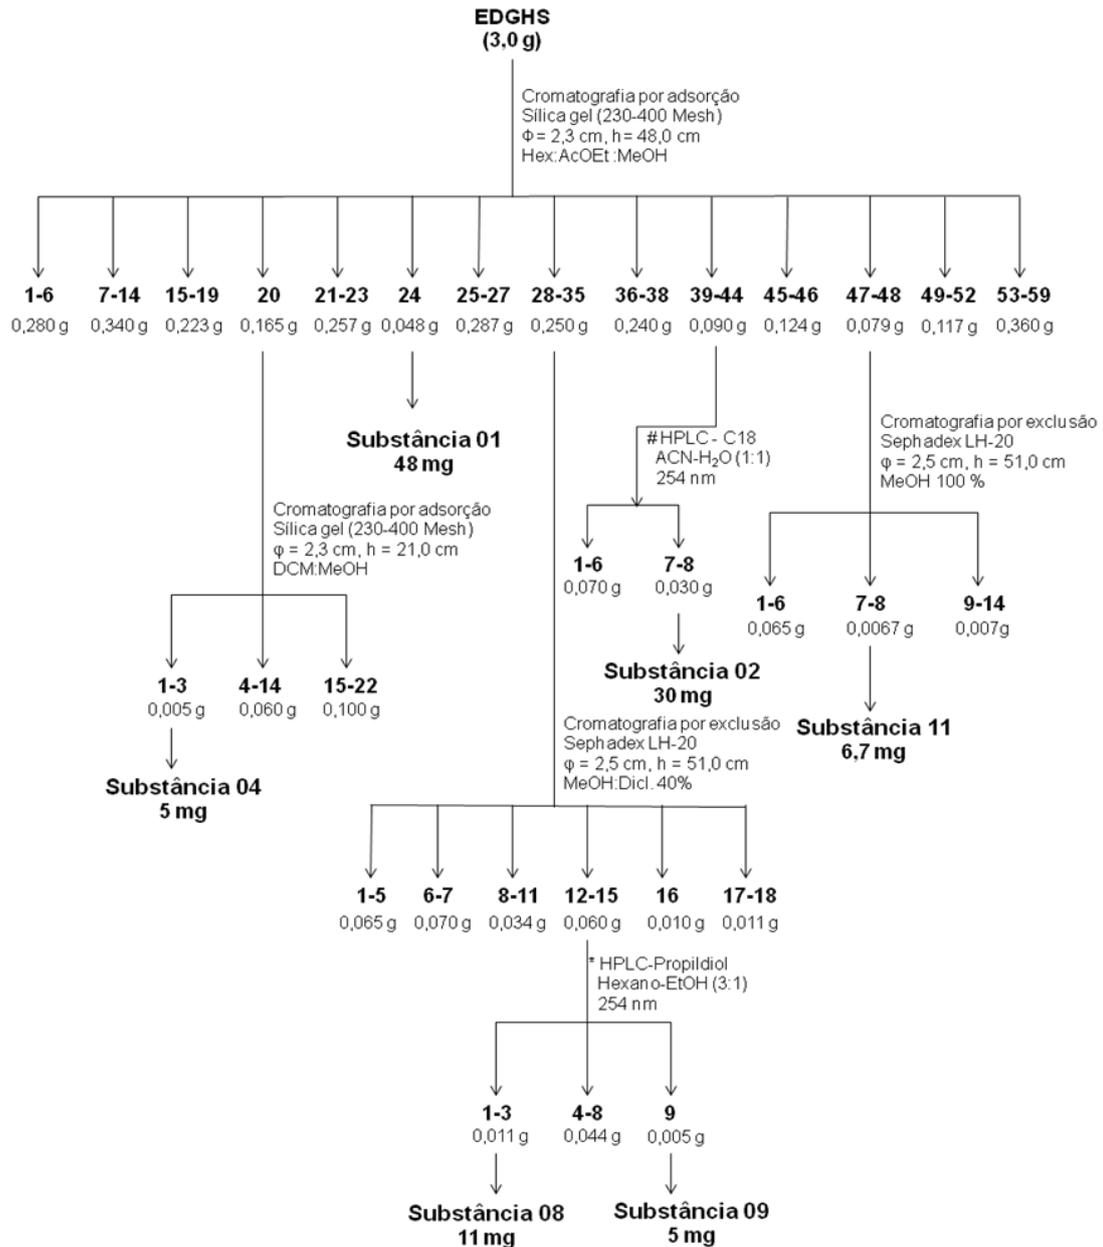 EDGHS
(3,0 g)
Cromatografia por adsorção
Sílica gel (230-400 Mesh)
Φ = 2,3 cm, h = 48,0 cm
Hex:AcOEt :MeOH
1-6 7-14 15-19 20 21-23 24 25-27 28-35 36-38 39-44 45-46 47-48 49-52 53-59
0,280 g 0,340 g 0,223 g 0,165 g 0,257 g 0,048 g 0,287 g 0,250 g 0,240 g 0,090 g 0,124 g 0,079 g 0,117 g 0,360 g
Substância 01
48 mg
#HPLC - C18
ACN-H₂O (1:1)
254 nm
Cromatografia por exclusão
Sephadex LH-20
φ = 2,5 cm, h = 51,0 cm
MeOH 100 %
Cromatografia por adsorção
Sílica gel (230-400 Mesh)
φ = 2,3 cm, h = 21,0 cm
DCM:MeOH
1-6 7-8
0,070 g 0,030 g
1-6 7-8 9-14
0,065 g 0,0067 g 0,007g
Substância 02
30 mg
1-3 4-14 15-22
0,005 g 0,060 g 0,100 g
Substância 11
6,7 mg
Cromatografia por exclusão
Sephadex LH-20
φ = 2,5 cm, h = 51,0 cm
MeOH:Dicl. 40%
Substância 04
5 mg
1-5 6-7 8-11 12-15 16 17-18
0,065 g 0,070 g 0,034 g 0,060 g 0,010 g 0,011 g
* HPLC-Propildiol
Hexano-EtOH (3:1)
254 nm
1-3 4-8 9
0,011 g 0,044 g 0,005 g
Substância 08
11 mg
Substância 09
5 mg